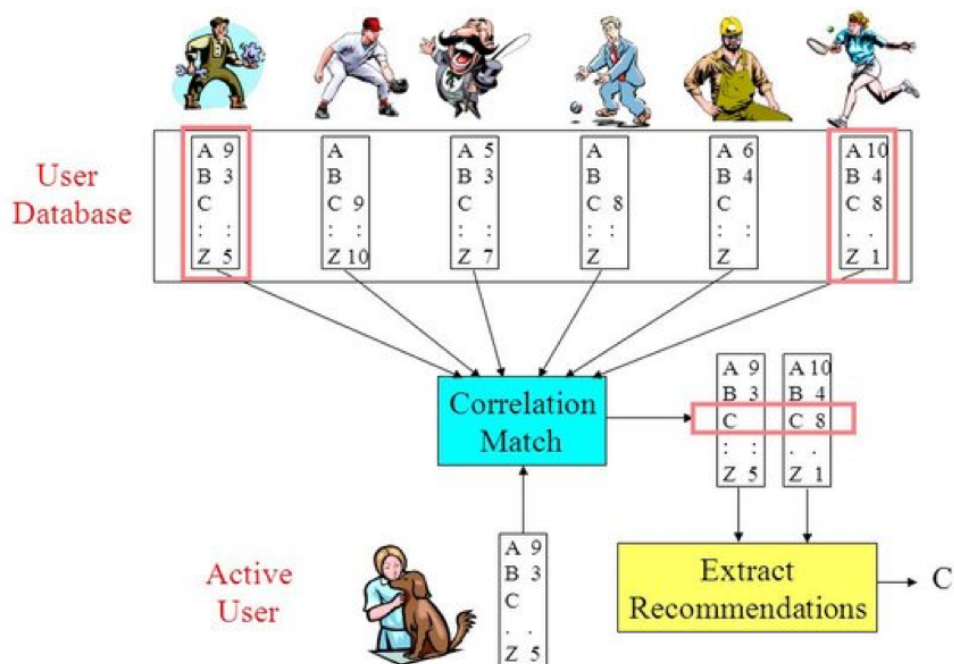 User
Database
A 9
B 3
C
: :
Z 5
A
B
C 9
: :
Z 10
A 5
B 3
C
: :
Z 7
A
B
C 8
: :
Z
A 6
B 4
C
: :
Z
A 10
B 4
C 8
. .
Z 1
Correlation
Match
A 9
B 3
C
: :
Z 5
A 10
B 4
C 8
. .
Z 1
Active
User
A 9
B 3
C
. .
Z 5
Extract
Recommendations
C